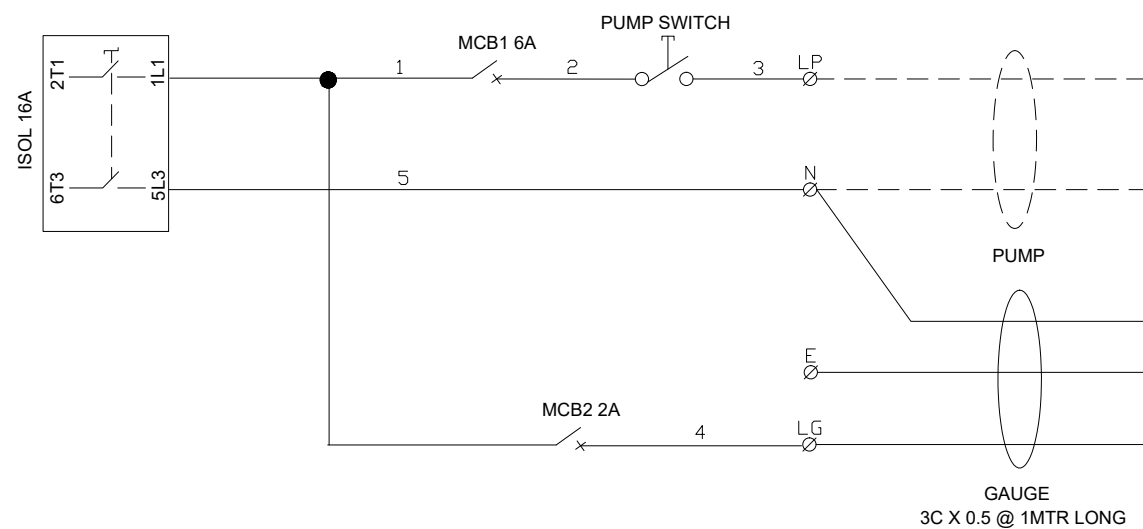 PUMP SWITCH
MCB1 6A
ISOL 16A
2T1
1L1
1
2
3
LP
6T3
5L3
5
N
PUMP
E
MCB2 2A
4
LG
GAUGE
3C X 0.5 @ 1MTR LONG